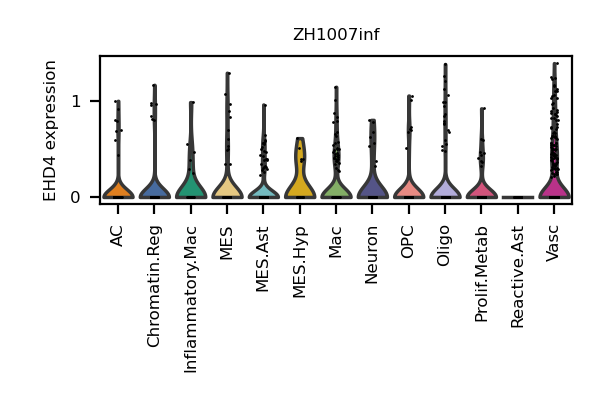 ZH1007inf
EHD4 expression
1
0
AC
Chromatin.Reg
Inflammatory.Mac
MES
MES.Ast
MES.Hyp
Mac
Neuron
OPC
Oligo
Prolif.Metab
Reactive.Ast
Vasc